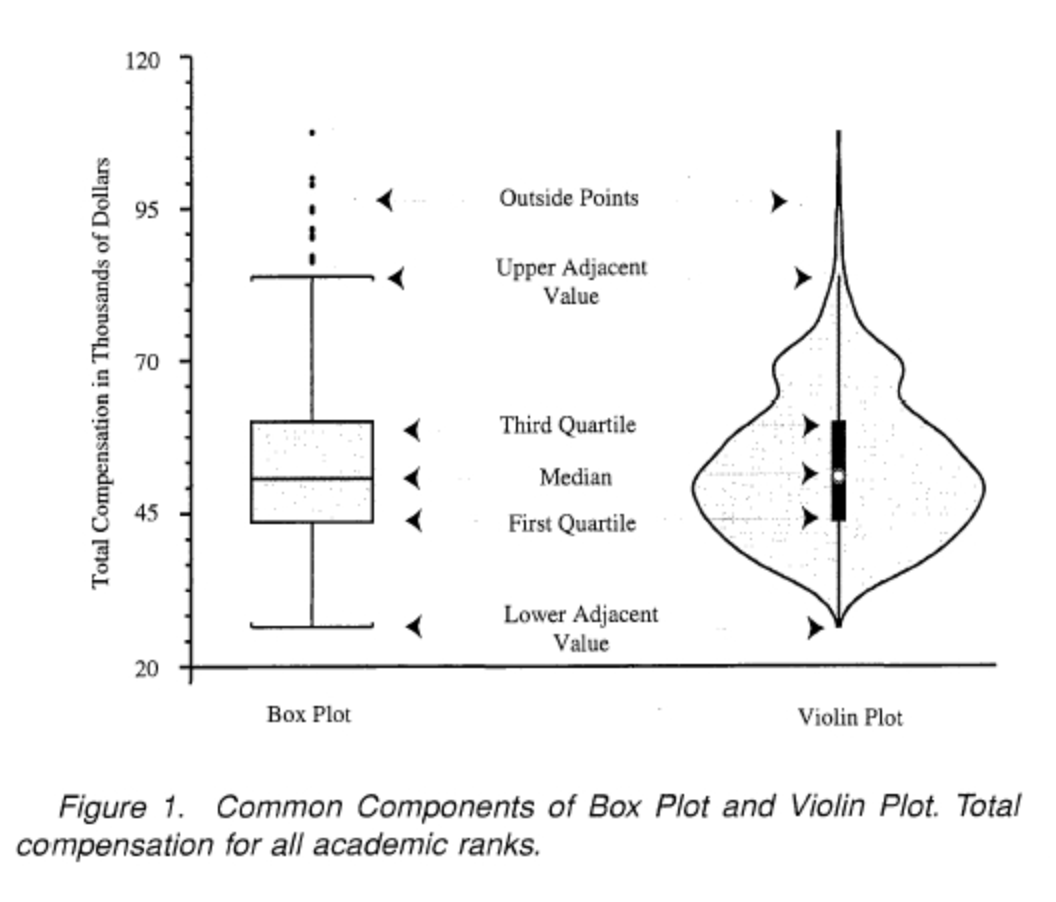 120
95
70
45
20
Total Compensation in Thousands of Dollars
Outside Points
Upper Adjacent
Value
Third Quartile
Median
First Quartile
Lower Adjacent
Value
Box Plot
Violin Plot
Figure 1. Common Components of Box Plot and Violin Plot. Total
compensation for all academic ranks.